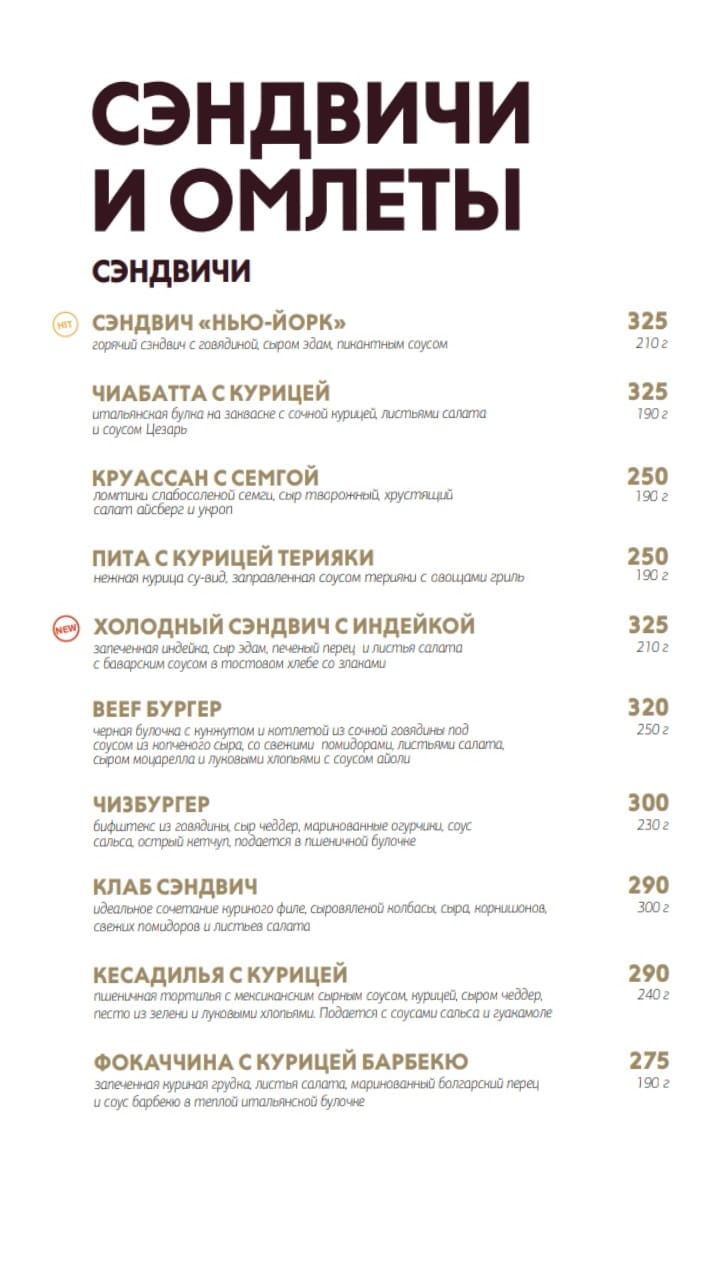 СЭНДВИЧИ
И ОМЛЕТЫ
СЭНДВИЧИ
HIT СЭНДВИЧ «НЬЮ-ЙОРК» 325
горячий сэндвич с говядиной, сыром эдам, пикантным соусом 210 г
ЧИАБАТТА С КУРИЦЕЙ 325
итальянская булка на закваске с сочной курицей, листьями салата 190 г
и соусом Цезарь
КРУАССАН С СЕМГОЙ 250
ломтики слабосоленой семги, сыр творожный, хрустящий 190 г
салат айсберг и укроп
ПИТА С КУРИЦЕЙ ТЕРИЯКИ 250
нежная курица су-вид, заправленная соусом терияки с овощами гриль 190 г
NEW ХОЛОДНЫЙ СЭНДВИЧ С ИНДЕЙКОЙ 325
запеченная индейка, сыр эдам, печеный перец и листья салата 210 г
с баварским соусом в тостовом хлебе со злаками
BEEF БУРГЕР 320
черная булочка с кунжутом и котлетой из сочной говядины под 250 г
соусом из копченого сыра, со свежими помидорами, листьями салата,
сыром моцарелла и луковыми хлопьями с соусом айоли
ЧИЗБУРГЕР 300
бифштекс из говядины, сыр чеддер, маринованные огурчики, соус 230 г
сальса, острый кетчуп, подается в пшеничной булочке
КЛАБ СЭНДВИЧ 290
идеальное сочетание куриного филе, сыровяленой колбасы, сыра, корнишонов, 300 г
свежих помидоров и листьев салата
КЕСАДИЛЬЯ С КУРИЦЕЙ 290
пшеничная тортилья с мексиканским сырным соусом, курицей, сыром чеддер, 240 г
песто из зелени и луковыми хлопьями. Подается с соусами сальса и гуакамоле
ФОКАЧЧИНА С КУРИЦЕЙ БАРБЕКЮ 275
запеченная куриная грудка, листья салата, маринованный болгарский перец 190 г
и соус барбекю в теплой итальянской булочке